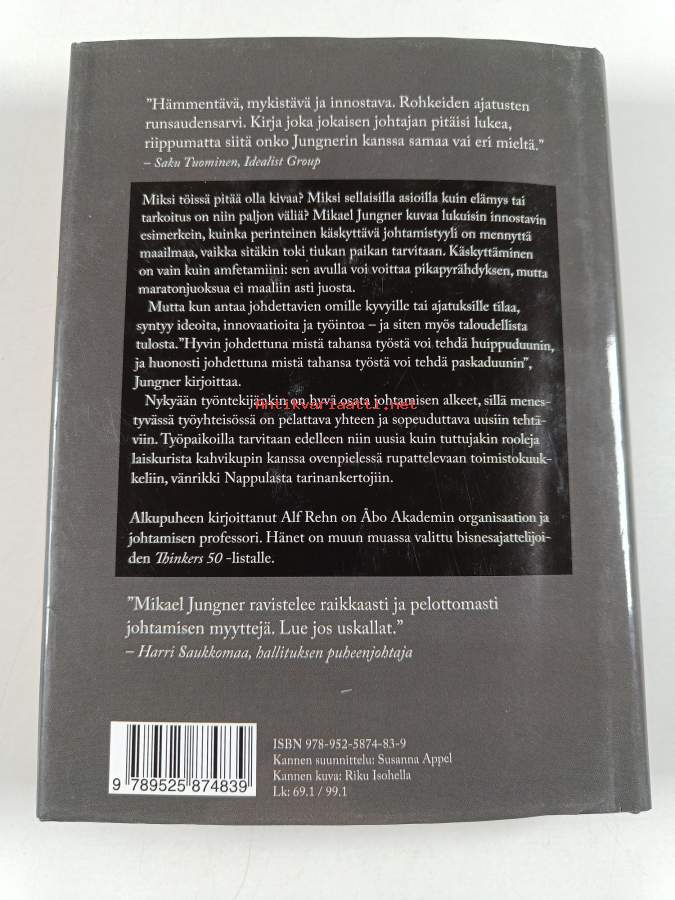 "Hämmentävä, mykistävä ja innostava. Rohkeiden ajatusten
runsaudensarvi. Kirja joka jokaisen johtajan pitäisi lukea,
riippumatta siitä onko Jungnerin kanssa samaa vai eri mieltä."
– Saku Tuominen, Idealist Group
Miksi töissä pitää olla kivaa? Miksi sellaisilla asioilla kuin elämys tai
tarkoitus on niin paljon väliä? Mikael Jungner kuvaa lukuisin innostavin
esimerkein, kuinka perinteinen käskyttävä johtamistyyli on mennyttä
maailmaa, vaikka sitäkin toki tiukan paikan tarvitaan. Käskyttäminen
on vain kuin amfetamiini: sen avulla voi voittaa pikapyrähdyksen, mutta
maratonjuoksua ei maaliin asti juosta.
Mutta kun antaa johdettavien omille kyvyille tai ajatuksille tilaa,
syntyy ideoita, innovaatioita ja työintoa – ja siten myös taloudellista
tulosta. "Hyvin johdettuna mistä tahansa työstä voi tehdä huippuduunin,
ja huonosti johdettuna mistä tahansa työstä voi tehdä paskaduunin",
Jungner kirjoittaa.
Nykyään työntekijänkin on hyvä osata johtamisen alkeet, sillä menes-
Antikvariaatti.net
tyvässä työyhteisössä on pelattava yhteen ja sopeuduttava uusiin tehtä-
viin. Työpaikoilla tarvitaan edelleen niin uusia kuin tuttujakin rooleja
laiskurista kahvikupin kanssa ovenpielessä rupattelevaan toimistokuuk-
keliin, vänrikki Nappulasta tarinankertojiin.
Alkupuheen kirjoittanut Alf Rehn on Åbo Akademin organisaation ja
johtamisen professori. Hänet on muun muassa valittu bisnesajattelijoi-
den Thinkers 50 -listalle.
"Mikael Jungner ravistelee raikkaasti ja pelottomasti
johtamisen myyttejä. Lue jos uskallat."
– Harri Saukkomaa, hallituksen puheenjohtaja
ISBN 978-952-5874-83-9
Kannen suunnittelu: Susanna Appel
Kannen kuva: Riku Isohella
Lk: 69.1 / 99.1
9 789525 874839